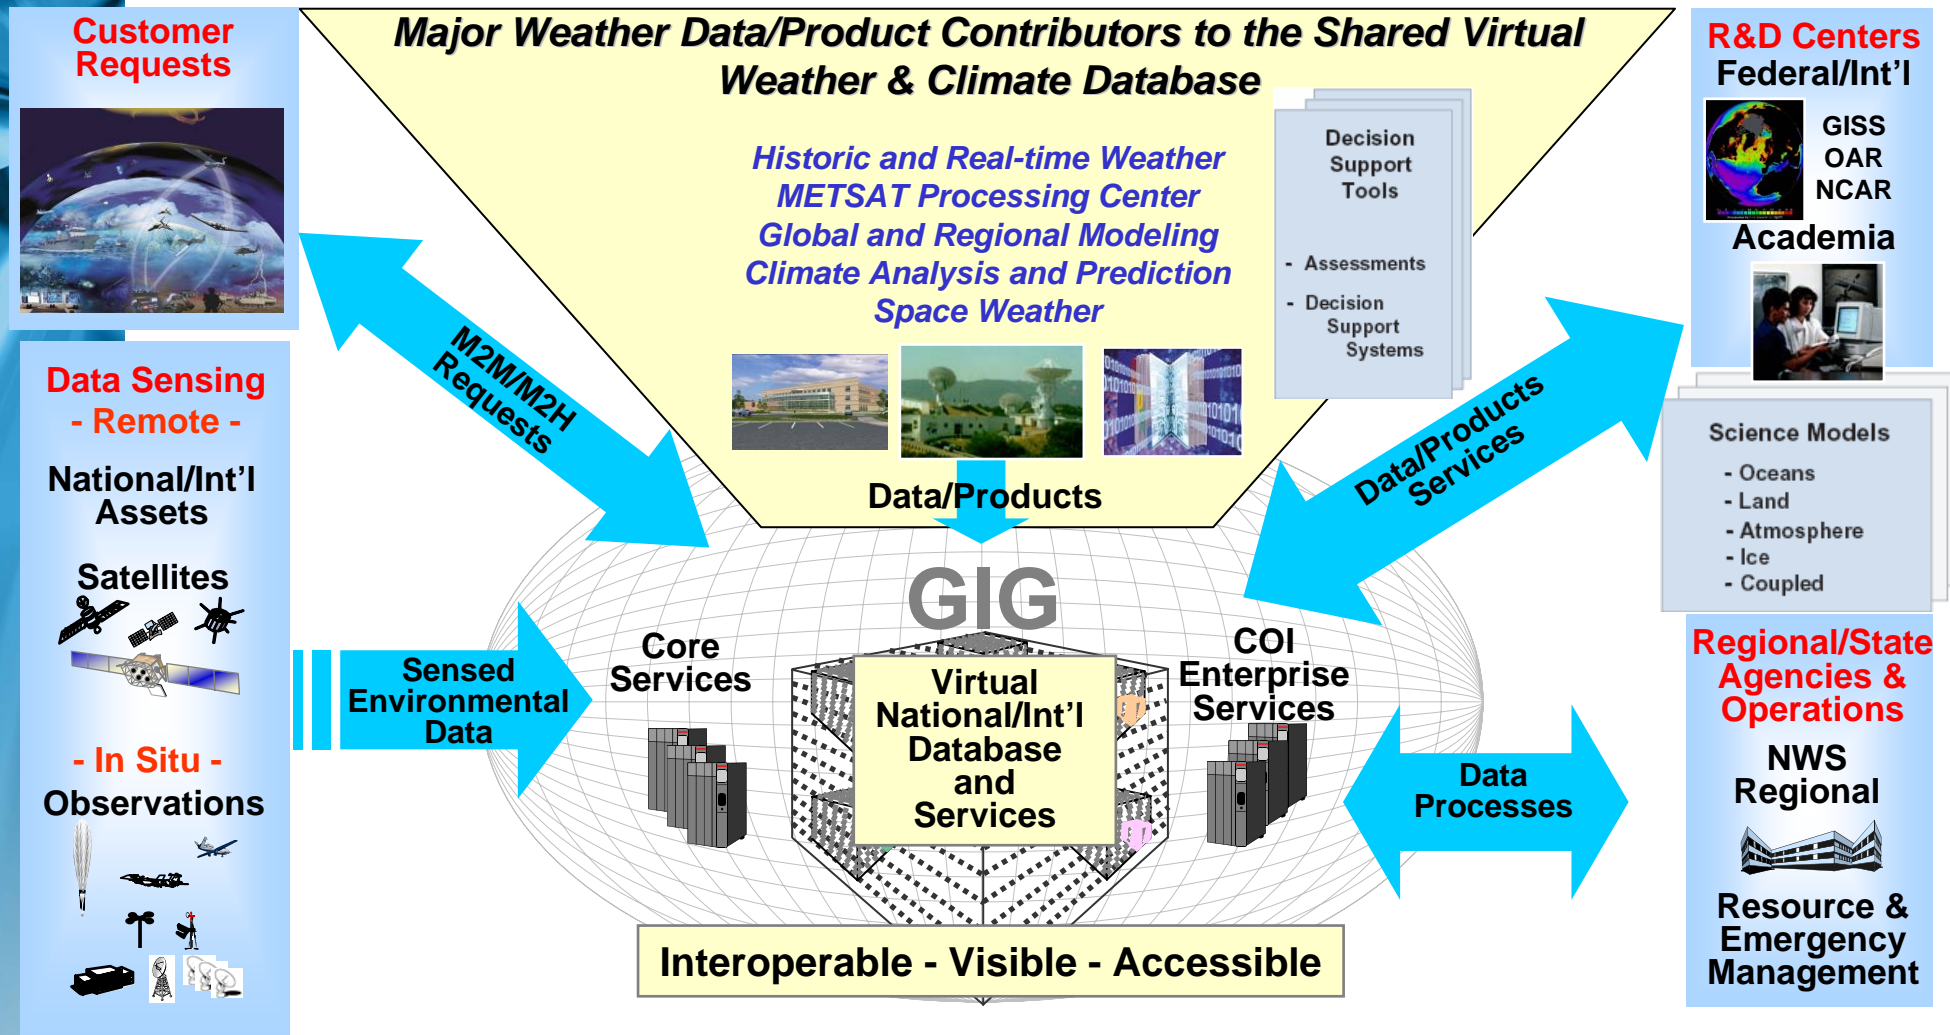 Customer
Requests
Major Weather Data/Product Contributors to the Shared Virtual
Weather & Climate Database
Historic and Real-time Weather
METSAT Processing Center
Global and Regional Modeling
Climate Analysis and Prediction
Space Weather
Decision
Support
Tools
- Assessments
- Decision
Support
Systems
R&D Centers
Federal/Int'l
GISS
OAR
NCAR
Academia
Science Models
- Oceans
- Land
- Atmosphere
- Ice
- Coupled
M2M/M2H
Requests
Data/Products
Data/Products
Services
Data Sensing
- Remote -
National/Int'l
Assets
Satellites
- In Situ -
Observations
Sensed
Environmental
Data
GIG
Core
Services
Virtual
National/Int'l
Database
and
Services
COI
Enterprise
Services
Data
Processes
Regional/State
Agencies &
Operations
NWS
Regional
Resource &
Emergency
Management
Interoperable - Visible - Accessible